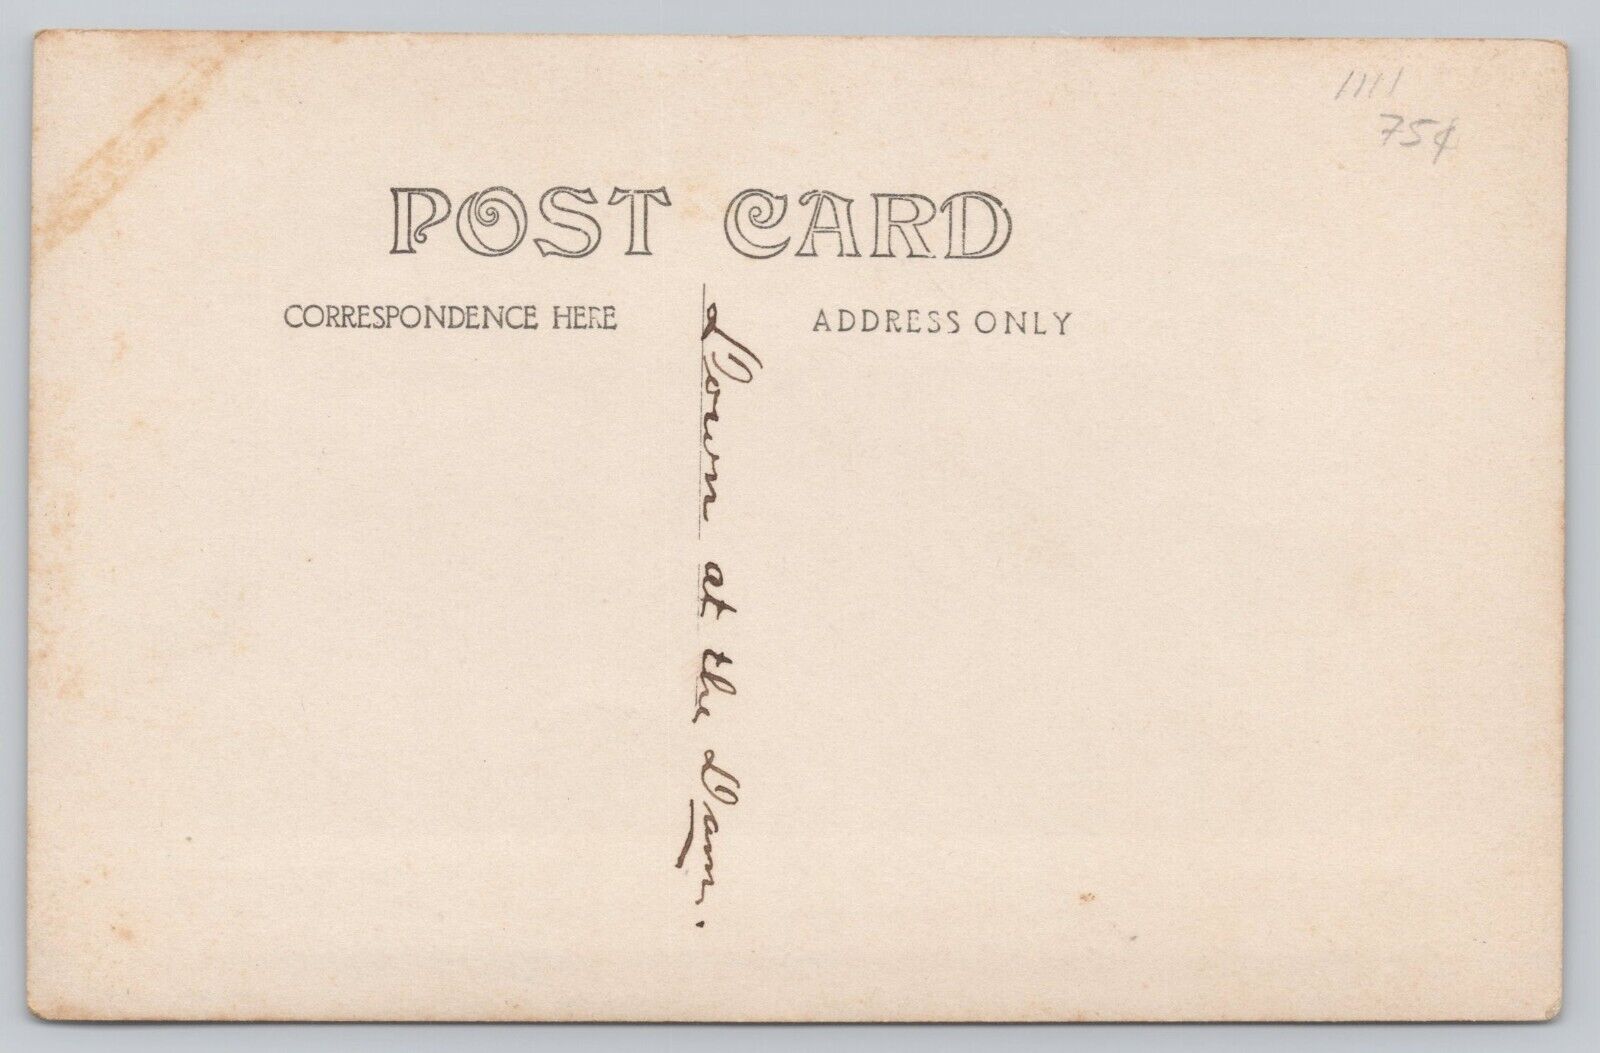 1111
75¢
POST CARD
CORRESPONDENCE HERE
ADDRESS ONLY
Down at the Dam.